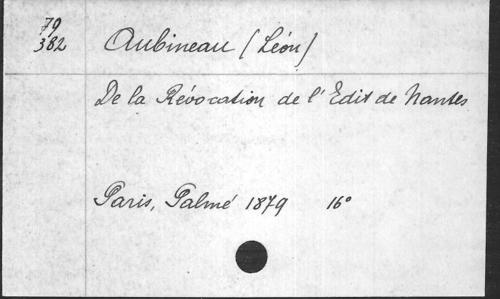 79
382
Aubineau (Léon)
De la Révocation de l'Edit de Nantes
Paris, Palmé 1879 16°